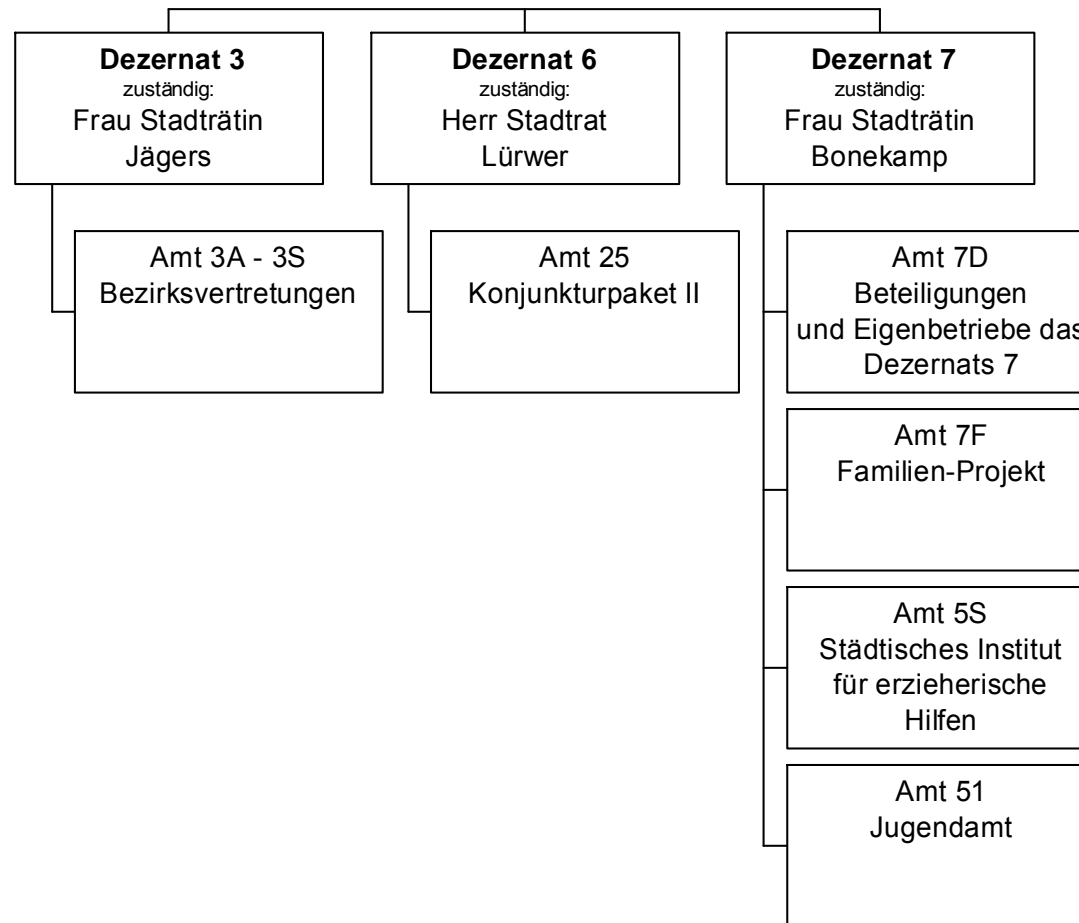 Dezernat 3
zuständig:
Frau Stadträtin
Jägers
Amt 3A - 3S
Bezirksvertretungen
Dezernat 6
zuständig:
Herr Stadtrat
Lürwer
Amt 25
Konjunkturpaket II
Dezernat 7
zuständig:
Frau Stadträtin
Bonekamp
Amt 7D
Beteiligungen
und Eigenbetriebe das
Dezernats 7
Amt 7F
Familien-Projekt
Amt 5S
Städtisches Institut
für erzieherische
Hilfen
Amt 51
Jugendamt